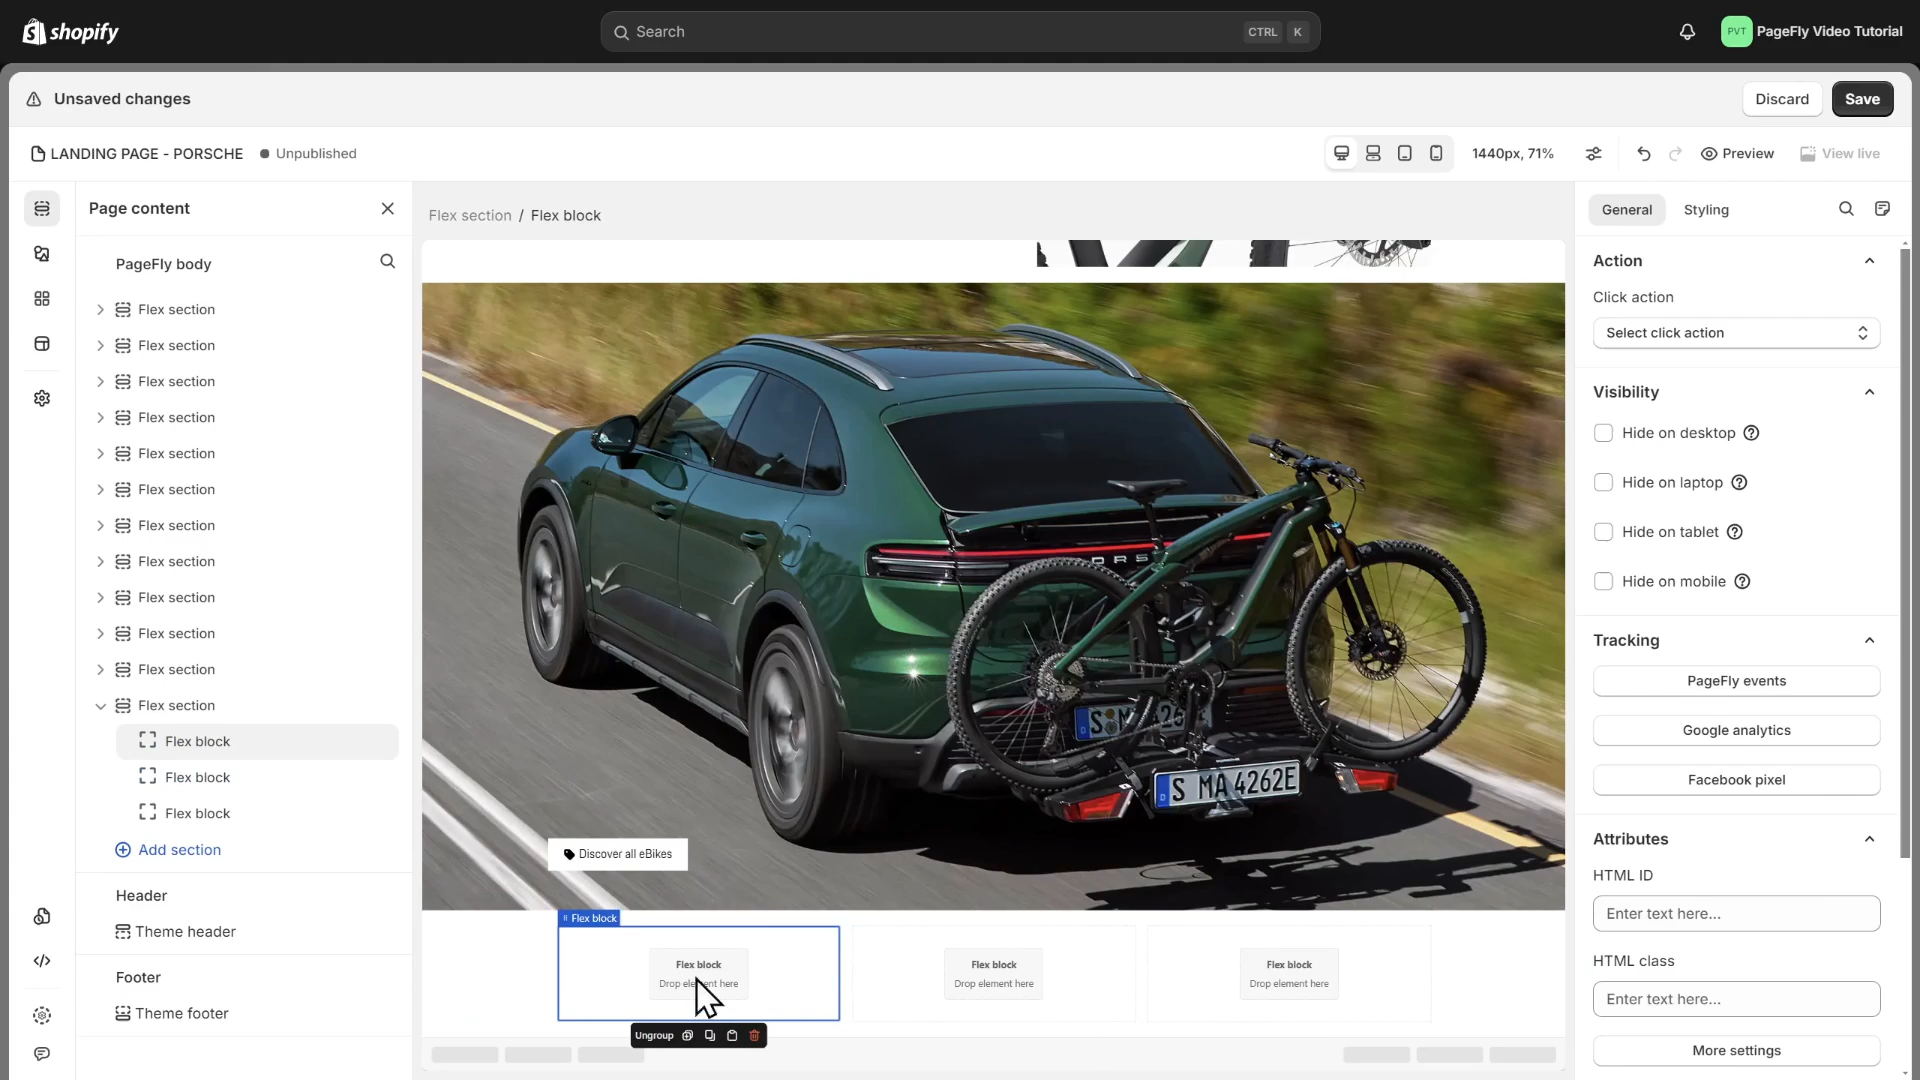 shopify
Search
CTRL K
PVT
PageFly Video Tutorial
Unsaved changes
Discard
Save
LANDING PAGE - PORSCHE
Unpublished
1440px, 71%
Preview
View live
Page content
PageFly body
Flex section
Flex section
Flex section
Flex section
Flex section
Flex section
Flex section
Flex section
Flex section
Flex section
Flex section
Flex section
Flex block
Flex block
Flex block
Add section
Header
Theme header
Footer
Theme footer
Flex section / Flex block
S MA 4262E
Discover all eBikes
Flex block
Flex block
Drop element here
Flex block
Drop element here
Flex block
Drop element here
Ungroup
General
Styling
Action
Click action
Select click action
Visibility
Hide on desktop
Hide on laptop
Hide on tablet
Hide on mobile
Tracking
PageFly events
Google analytics
Facebook pixel
Attributes
HTML ID
Enter text here...
HTML class
Enter text here...
More settings